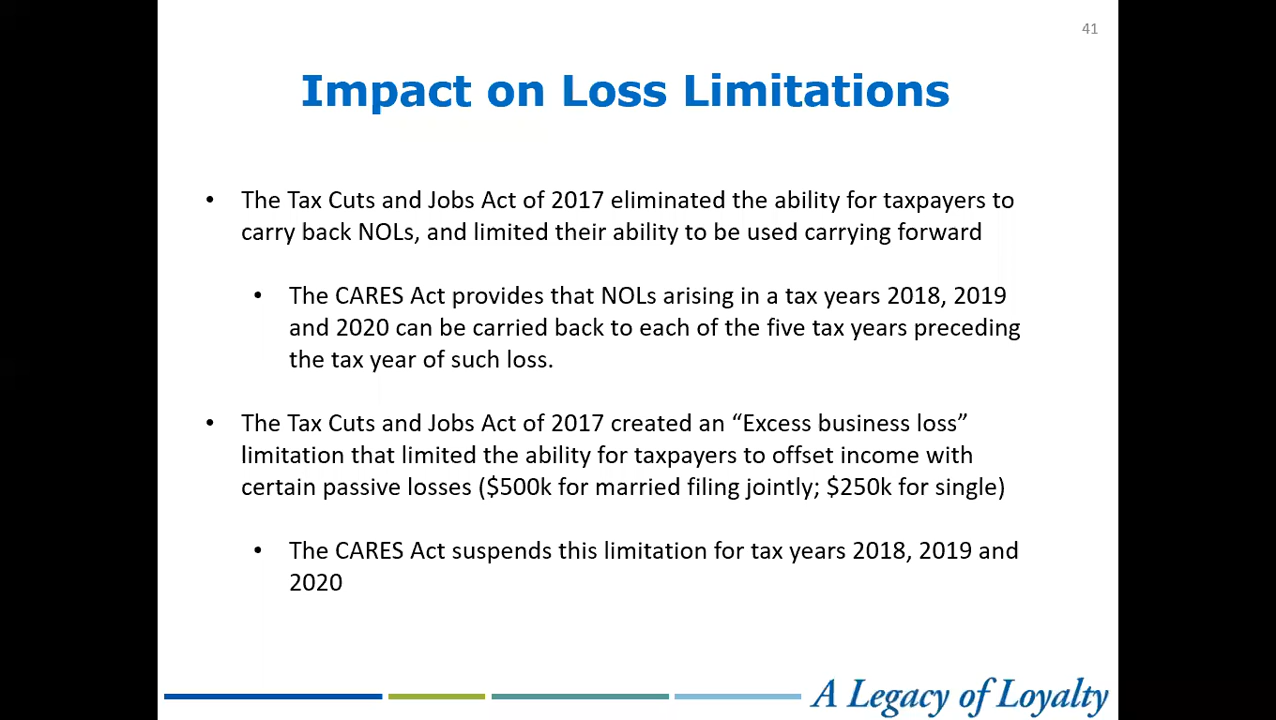 41
Impact on Loss Limitations
• The Tax Cuts and Jobs Act of 2017 eliminated the ability for taxpayers to
carry back NOLs, and limited their ability to be used carrying forward
• The CARES Act provides that NOLs arising in a tax years 2018, 2019
and 2020 can be carried back to each of the five tax years preceding
the tax year of such loss.
• The Tax Cuts and Jobs Act of 2017 created an “Excess business loss”
limitation that limited the ability for taxpayers to offset income with
certain passive losses ($500k for married filing jointly; $250k for single)
• The CARES Act suspends this limitation for tax years 2018, 2019 and
2020
A Legacy of Loyalty